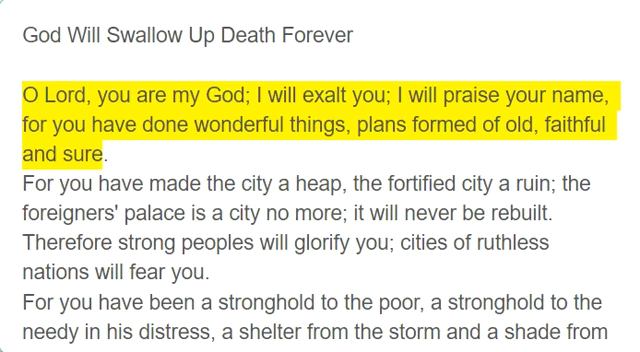 God Will Swallow Up Death Forever
O Lord, you are my God; I will exalt you; I will praise your name,
for you have done wonderful things, plans formed of old, faithful
and sure.
For you have made the city a heap, the fortified city a ruin; the
foreigners' palace is a city no more; it will never be rebuilt.
Therefore strong peoples will glorify you; cities of ruthless
nations will fear you.
For you have been a stronghold to the poor, a stronghold to the
needy in his distress, a shelter from the storm and a shade from